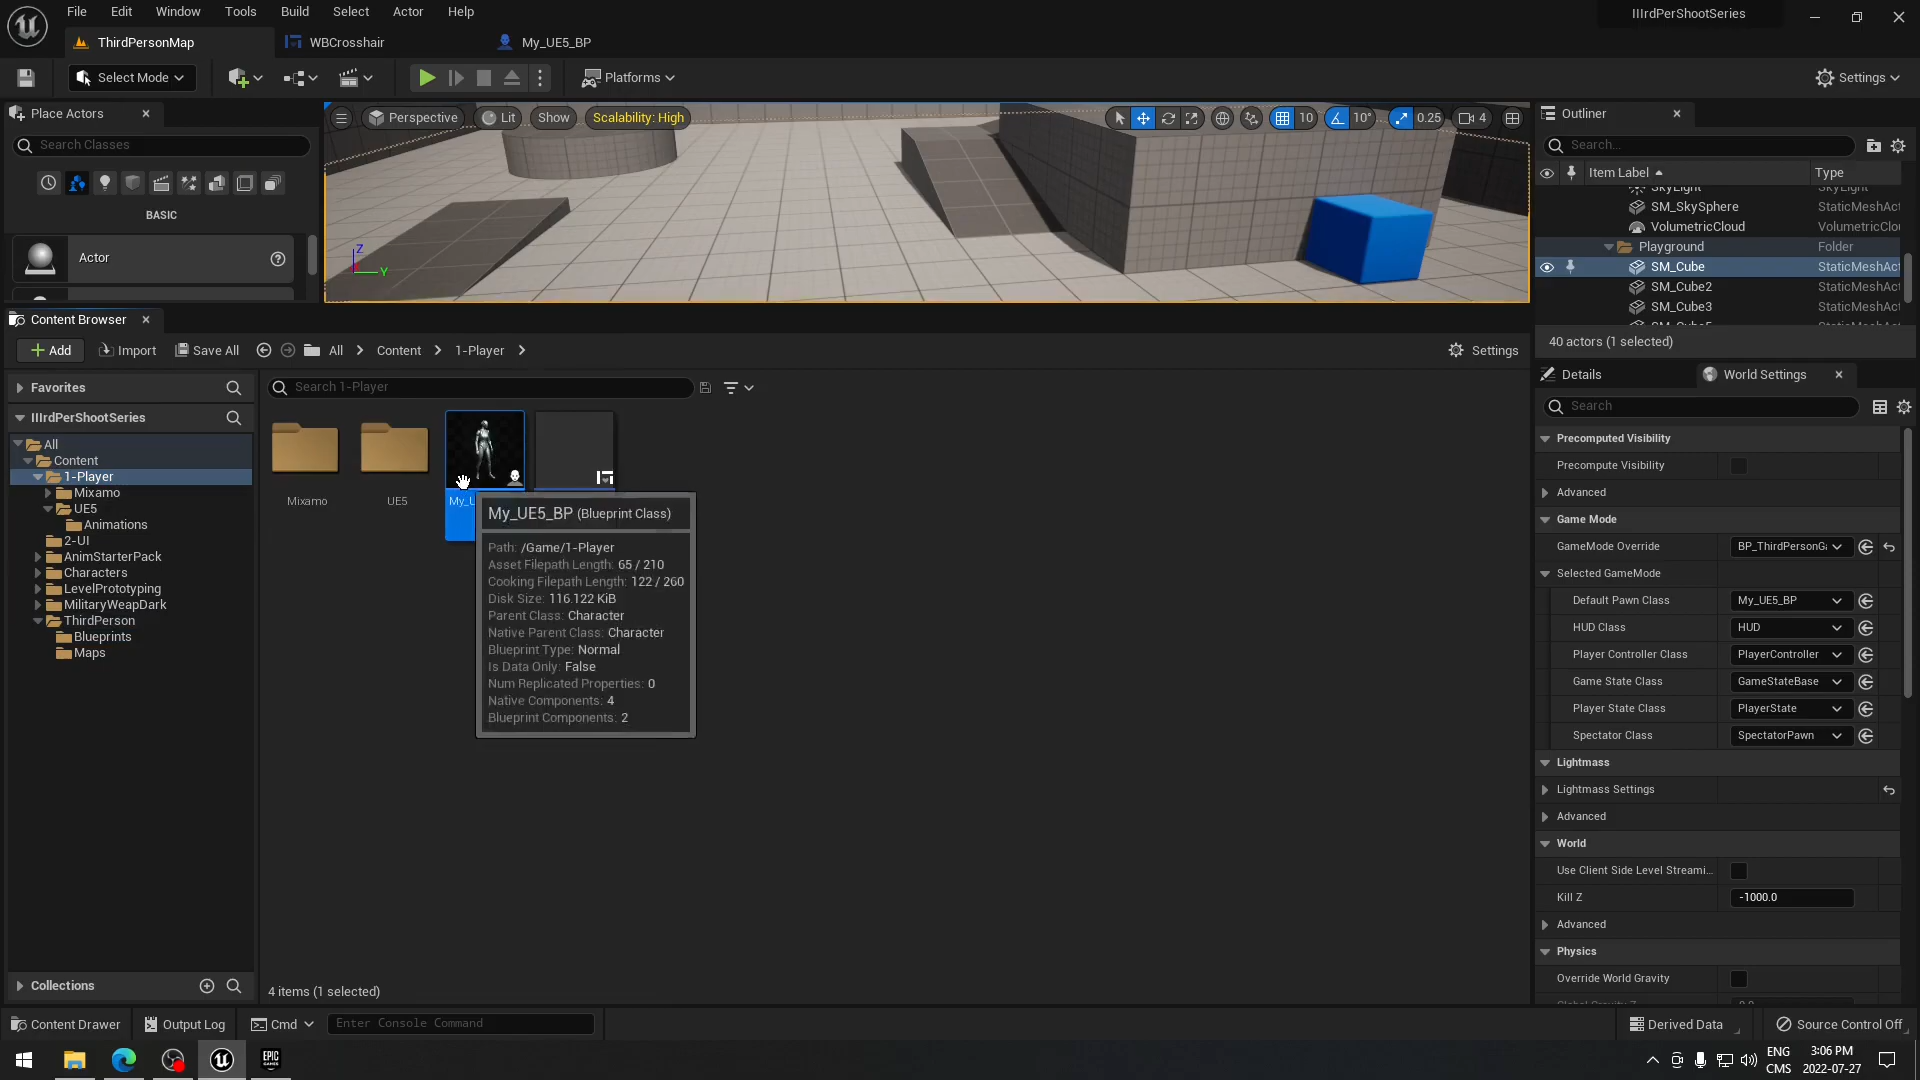 File Edit Window Tools Build Select Actor Help
IIIrdPerShootSeries
ThirdPersonMap
WBCrosshair
My_UE5_BP
Select Mode
Platforms
Settings
Place Actors
Search Classes
BASIC
Actor
Perspective
Lit
Show
Scalability: High
10
10°
0.25
4
Z
Y
Outliner
Search...
Item Label
Type
SkyLight
SkyLight
SM_SkySphere
StaticMeshAct
VolumetricCloud
VolumetricClou
Playground
Folder
SM_Cube
StaticMeshAct
SM_Cube2
StaticMeshAct
SM_Cube3
StaticMeshAct
40 actors (1 selected)
Content Browser
Add
Import
Save All
All
Content
1-Player
Settings
Favorites
IIIrdPerShootSeries
All
Content
1-Player
Mixamo
UE5
Animations
2-UI
AnimStarterPack
Characters
LevelPrototyping
MilitaryWeapDark
ThirdPerson
Blueprints
Maps
Collections
Search 1-Player
Mixamo
UE5
My_U
My_UE5_BP (Blueprint Class)
Path: /Game/1-Player
Asset Filepath Length: 65 / 210
Cooking Filepath Length: 122 / 260
Disk Size: 116.122 KiB
Parent Class: Character
Native Parent Class: Character
Blueprint Type: Normal
Is Data Only: False
Num Replicated Properties: 0
Native Components: 4
Blueprint Components: 2
4 items (1 selected)
Details
World Settings
Search
Precomputed Visibility
Precompute Visibility
Advanced
Game Mode
GameMode Override
BP_ThirdPersonGa
Selected GameMode
Default Pawn Class
My_UE5_BP
HUD Class
HUD
Player Controller Class
PlayerController
Game State Class
GameStateBase
Player State Class
PlayerState
Spectator Class
SpectatorPawn
Lightmass
Lightmass Settings
Advanced
World
Use Client Side Level Streami...
Kill Z
-1000.0
Advanced
Physics
Override World Gravity
Content Drawer
Output Log
Cmd
Enter Console Command
Derived Data
Source Control Off
EPIC
GAMES
ENG
CMS
3:06 PM
2022-07-27